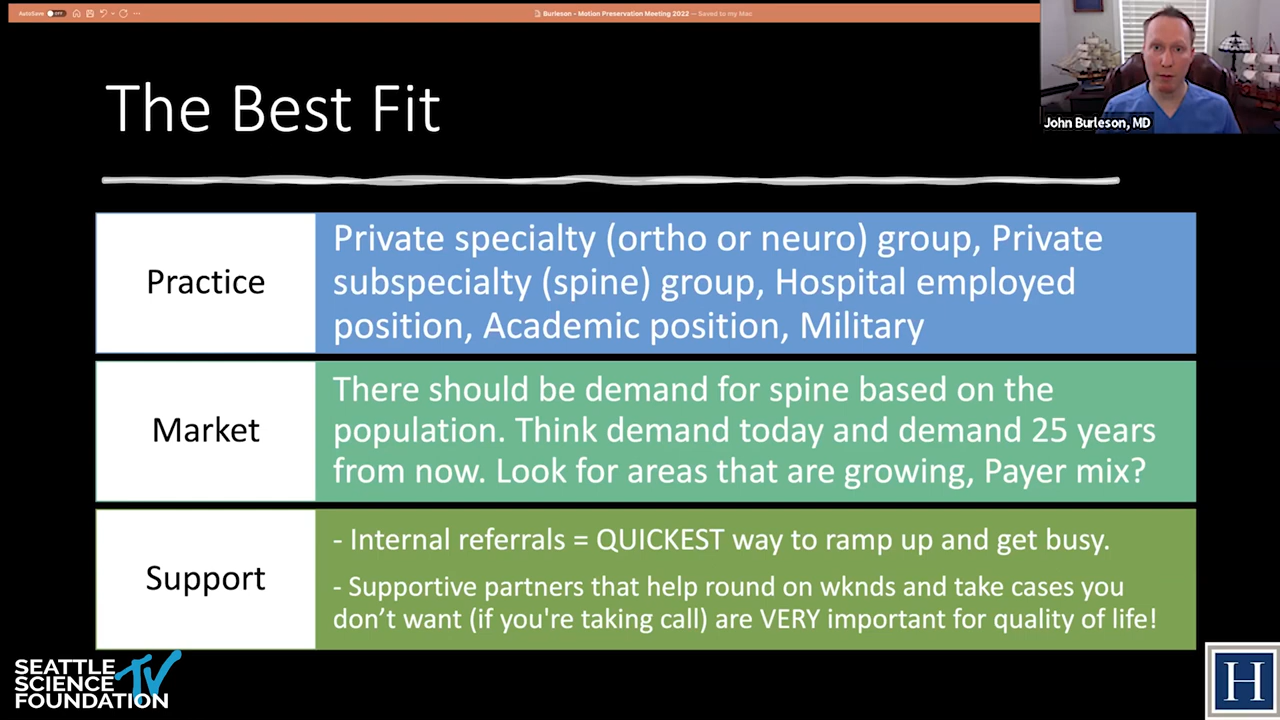 AutoSave OFF
Burleson - Motion Preservation Meeting 2022 — Saved to my Mac
The Best Fit
John Burleson, MD
Practice
Private specialty (ortho or neuro) group, Private
subspecialty (spine) group, Hospital employed
position, Academic position, Military
Market
There should be demand for spine based on the
population. Think demand today and demand 25 years
from now. Look for areas that are growing, Payer mix?
Support
- Internal referrals = QUICKEST way to ramp up and get busy.
- Supportive partners that help round on wknds and take cases you
don’t want (if you're taking call) are VERY important for quality of life!
SEATTLE
SCIENCE
FOUNDATION
TV
H